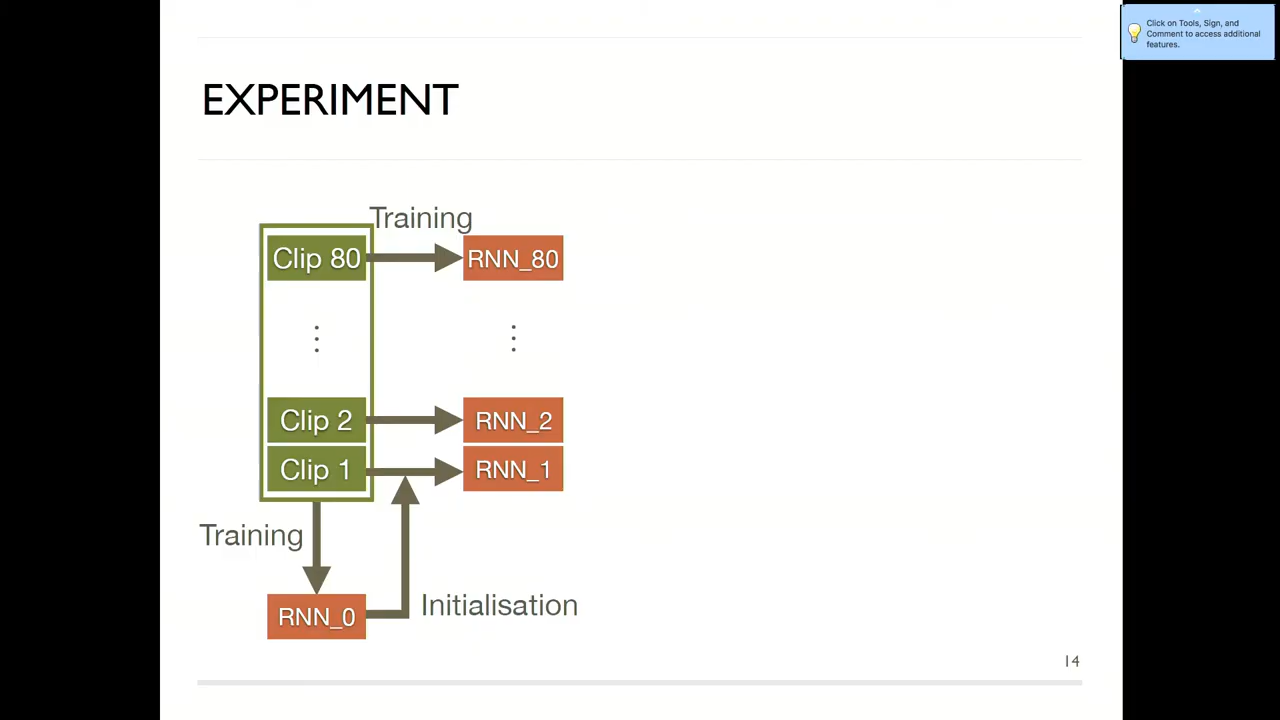 Click on Tools, Sign, and
Comment to access additional
features.
EXPERIMENT
Training
Clip 80
RNN_80
⋮
⋮
Clip 2
RNN_2
Clip 1
RNN_1
Training
RNN_0
Initialisation
14